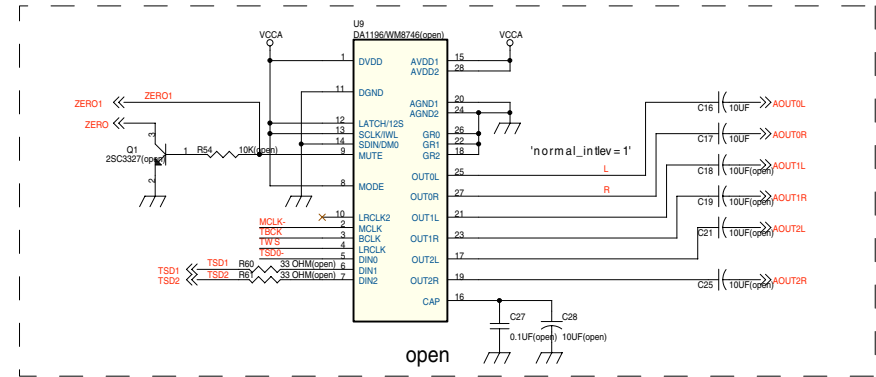 U9
DA1196/WM8746(open)
VCCA
VCCA
1 DVDD AVDD1 15
AVDD2 28
11 DGND AGND1 20
AGND2 24
12 LATCH/12S
13 SCLK/IWL GR0 26
14 SDIN/DM0 GR1 22
9 MUTE GR2 18
'normal_intlev = 1'
8 MODE OUT0L 25 L
OUT0R 27 R
10 LRCLK2 OUT1L 21
MCLK- 2 MCLK
TBCK 3 BCLK OUT1R 23
TWS 4 LRCLK
TSD0- 5 DIN0 OUT2L 17
TSD1 TSD1 R60 33 OHM(open) 6 DIN1
TSD2 TSD2 R61 33 OHM(open) 7 DIN2 OUT2R 19
CAP 16
ZERO1 ZERO1
ZERO
3
Q1 1 R54 10K(open)
2SC3327(open)
2
C16 10UF AOUT0L
C17 10UF AOUT0R
C18 10UF(open) AOUT1L
C19 10UF(open) AOUT1R
C21 10UF(open) AOUT2L
C25 10UF(open) AOUT2R
C27 C28
0.1UF(open) 10UF(open)
open